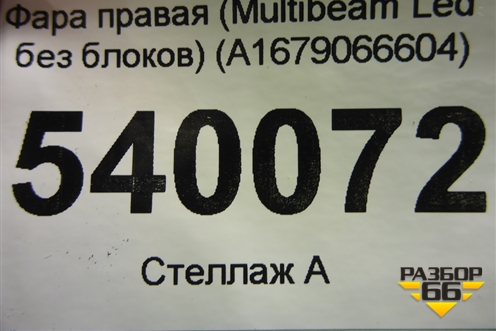 Фара правая (Multibeam Led
без блоков) (A1679066604)
540072
Стеллаж А
РАЗБОР
66